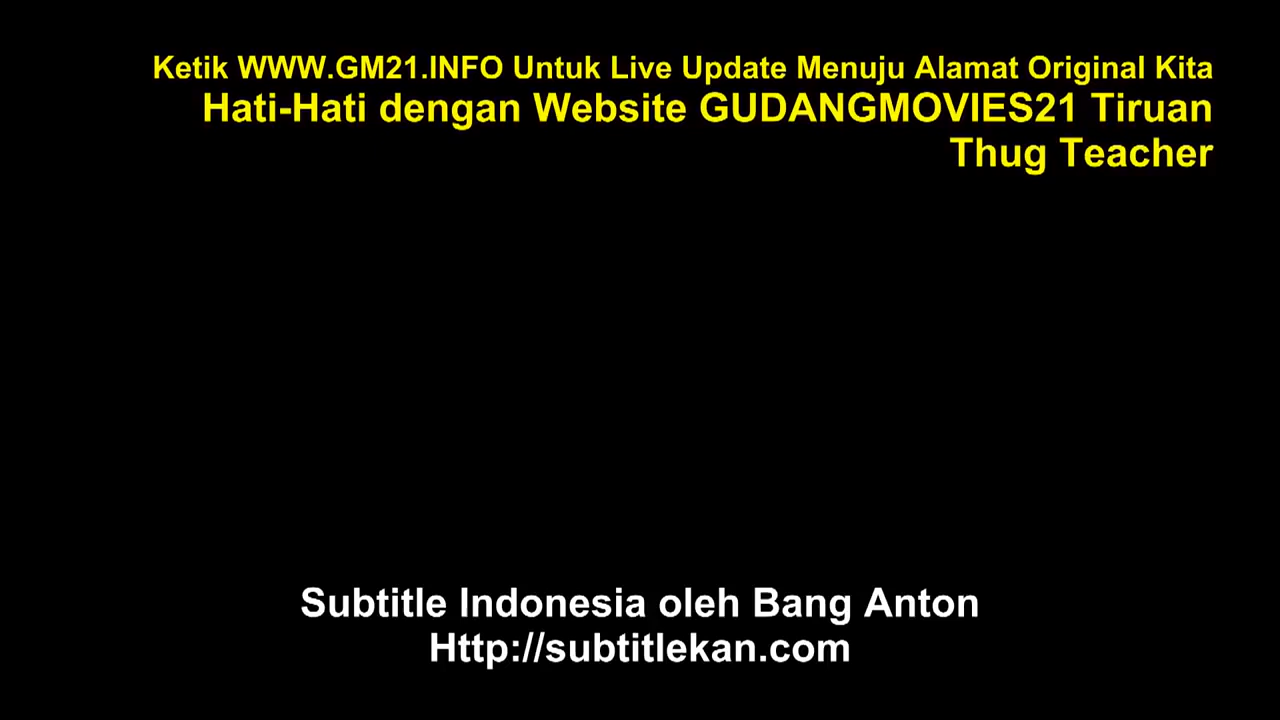 Ketik WWW.GM21.INFO Untuk Live Update Menuju Alamat Original Kita
Hati-Hati dengan Website GUDANGMOVIES21 Tiruan
Thug Teacher
Subtitle Indonesia oleh Bang Anton
Http://subtitlekan.com